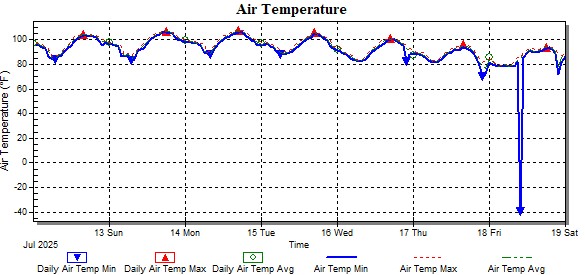 Air Temperature
Air Temperature (°F)
100
80
60
40
20
0
-20
-40
13 Sun
14 Mon
15 Tue
16 Wed
17 Thu
18 Fri
19 Sat
Jul 2025
Time
Daily Air Temp Min
Daily Air Temp Max
Daily Air Temp Avg
Air Temp Min
Air Temp Max
Air Temp Avg